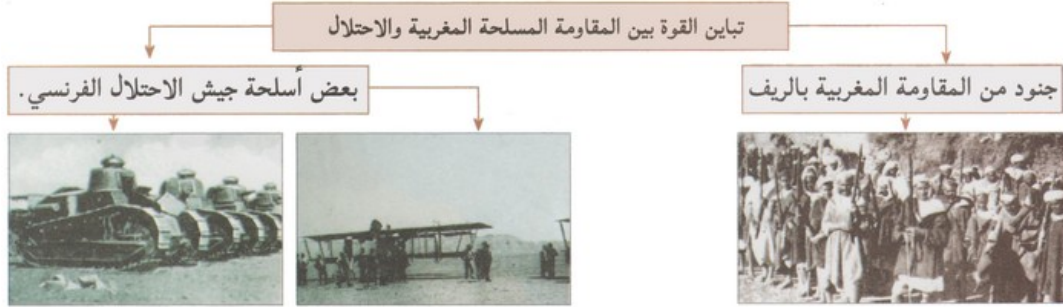 تباين القوة بين المقاومة المسلحة المغربية والاحتلال
جنود من المقاومة المغربية بالريف
بعض أسلحة جيش الاحتلال الفرنسي.